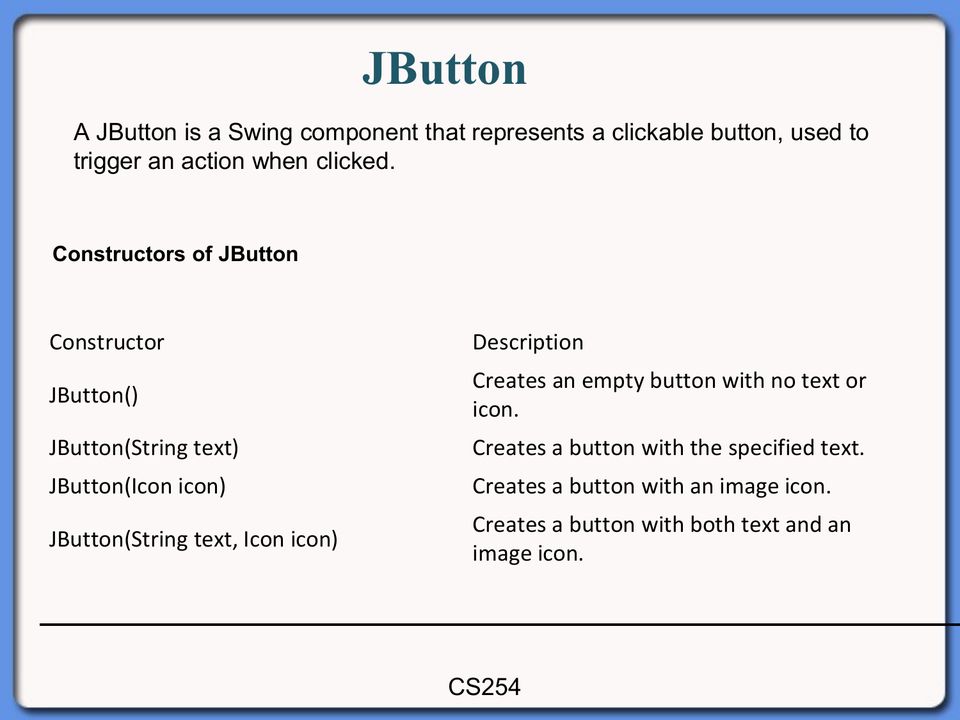 JButton
A JButton is a Swing component that represents a clickable button, used to
trigger an action when clicked.
Constructors of JButton
Constructor Description
JButton() Creates an empty button with no text or
icon.
JButton(String text) Creates a button with the specified text.
JButton(Icon icon) Creates a button with an image icon.
JButton(String text, Icon icon) Creates a button with both text and an
image icon.
CS254